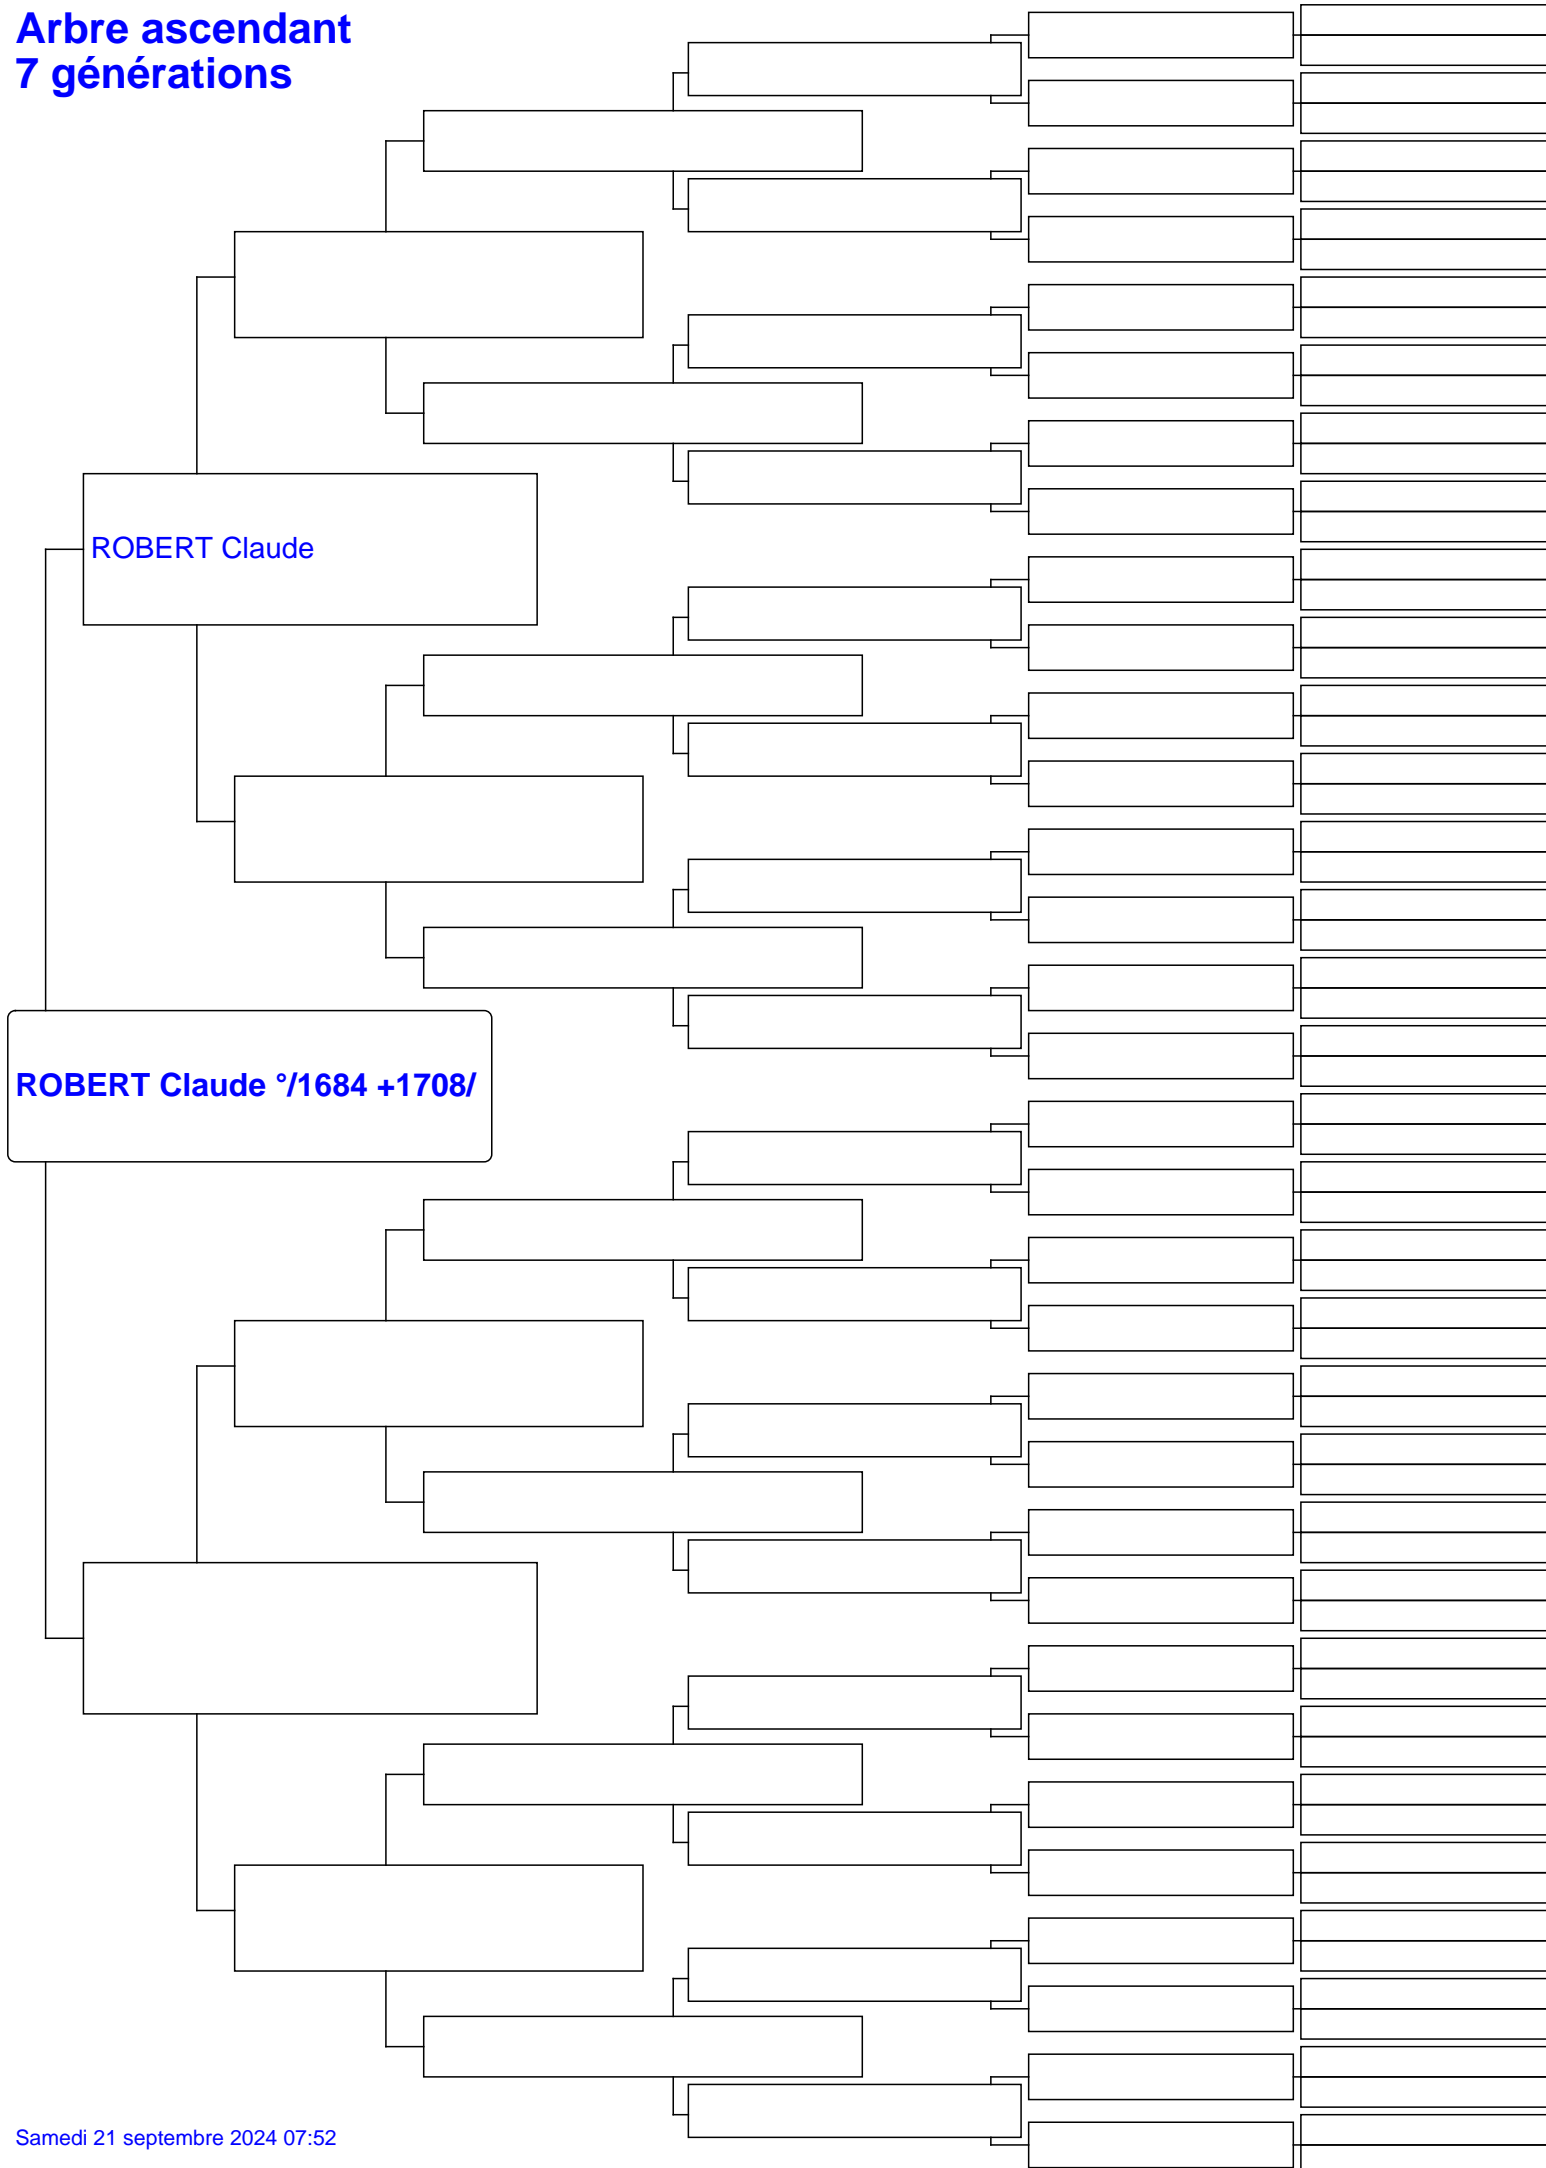 Arbre ascendant
7 générations
ROBERT Claude
ROBERT Claude °/1684 +1708/
Samedi 21 septembre 2024 07:52